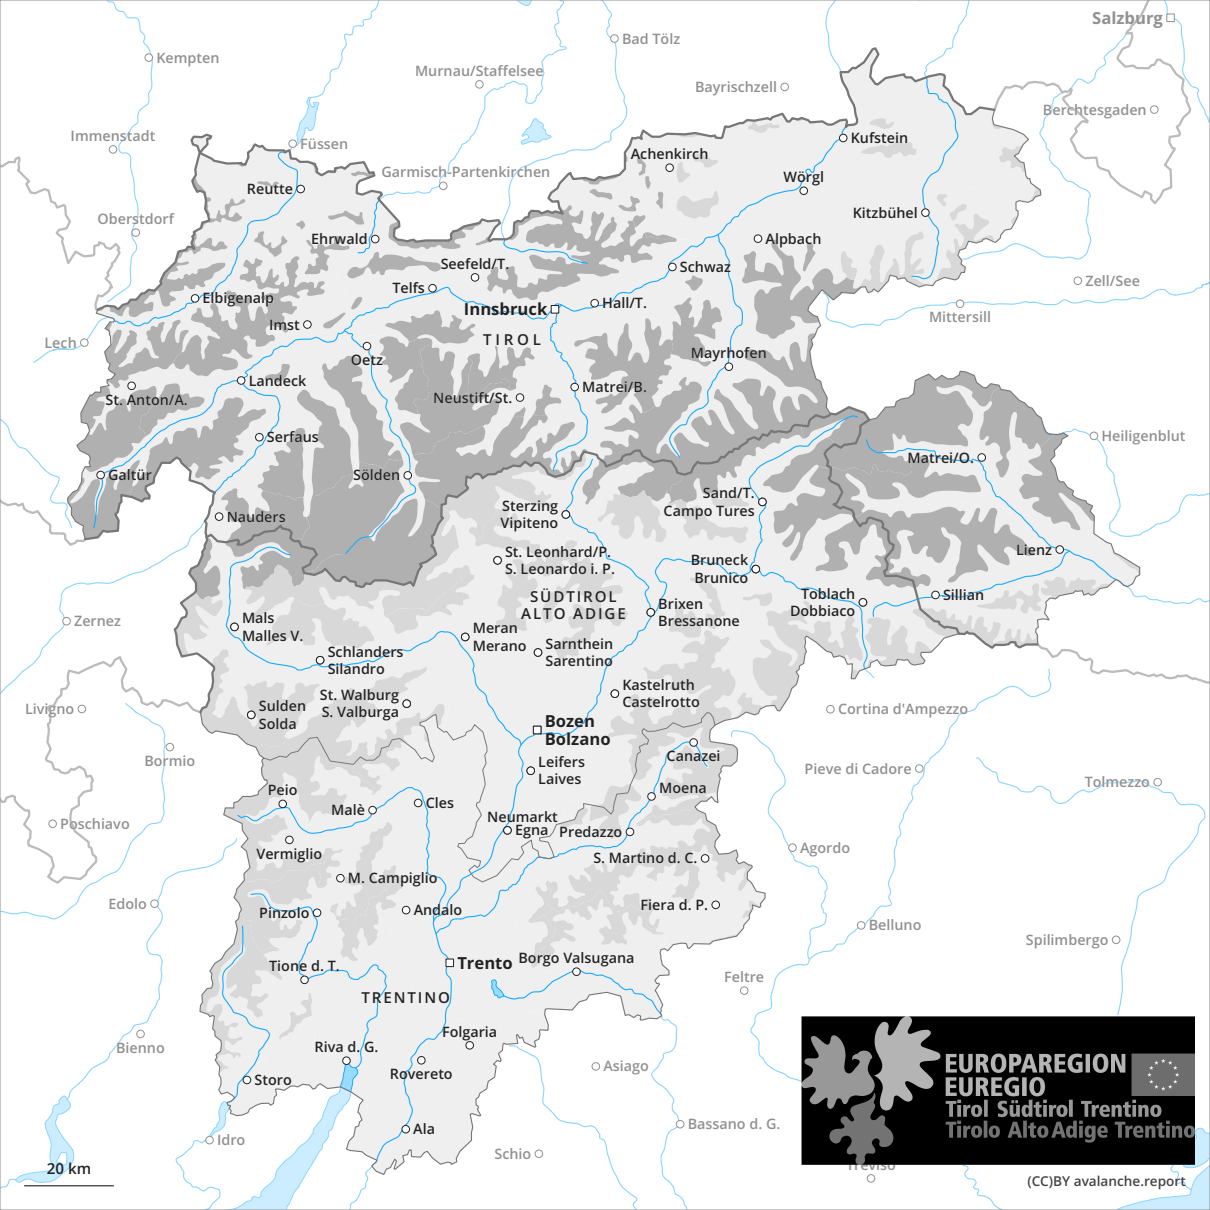 Salzburg
Bad Tölz
Kempten
Murnau/Staffelsee
Bayrischzell
Berchtesgaden
Immenstadt
Füssen
Kufstein
Achenkirch
Garmisch-Partenkirchen
Wörgl
Reutte
Oberstdorf
Kitzbühel
Ehrwald
Alpbach
Seefeld/T.
Schwaz
Zell/See
Telfs
Elbigenalp
Hall/T.
Innsbruck
Mittersill
Imst
TIROL
Lech
Oetz
Mayrhofen
Landeck
Matrei/B.
St. Anton/A.
Neustift/St.
Serfaus
Heiligenblut
Matrei/O.
Galtür
Sölden
Sand/T.
Campo Tures
Sterzing
Vipiteno
Nauders
St. Leonhard/P.
S. Leonardo i. P.
Lienz
Bruneck
Brunico
SÜDTIROL
ALTO ADIGE
Toblach
Dobbiaco
Sillian
Brixen
Bressanone
Zernez
Mals
Malles V.
Meran
Merano
Sarnthein
Sarentino
Schlanders
Silandro
Kastelruth
Castelrotto
St. Walburg
S. Valburga
Livigno
Sulden
Solda
Cortina d'Ampezzo
Bozen
Bolzano
Bormio
Canazei
Leifers
Laives
Pieve di Cadore
Tolmezzo
Peio
Moena
Malè
Cles
Neumarkt
Egna
Predazzo
Poschiavo
Vermiglio
S. Martino d. C.
Agordo
M. Campiglio
Edolo
Pinzolo
Andalo
Fiera d. P.
Belluno
Spilimbergo
Tione d. T.
Trento
Borgo Valsugana
Feltre
TRENTINO
Folgaria
Bienno
Riva d. G.
Rovereto
Asiago
Storo
EUROPAREGION
EUREGIO
Tirol Südtirol Trentino
Tirolo Alto Adige Trentino
Idro
Ala
Bassano d. G.
Schio
Treviso
20 km
(CC)BY avalanche.report